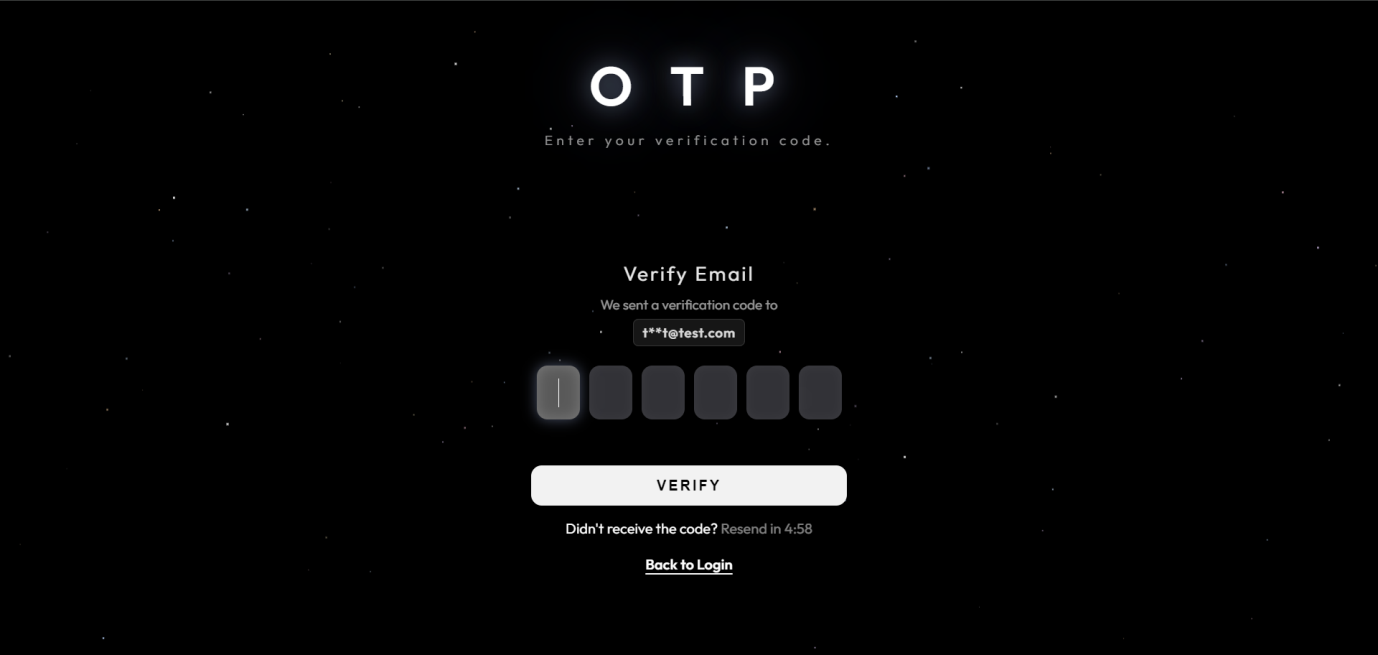 O T P
Enter your verification code.
Verify Email
We sent a verification code to
t**t@test.com
VERIFY
Didn't receive the code? Resend in 4:58
Back to Login